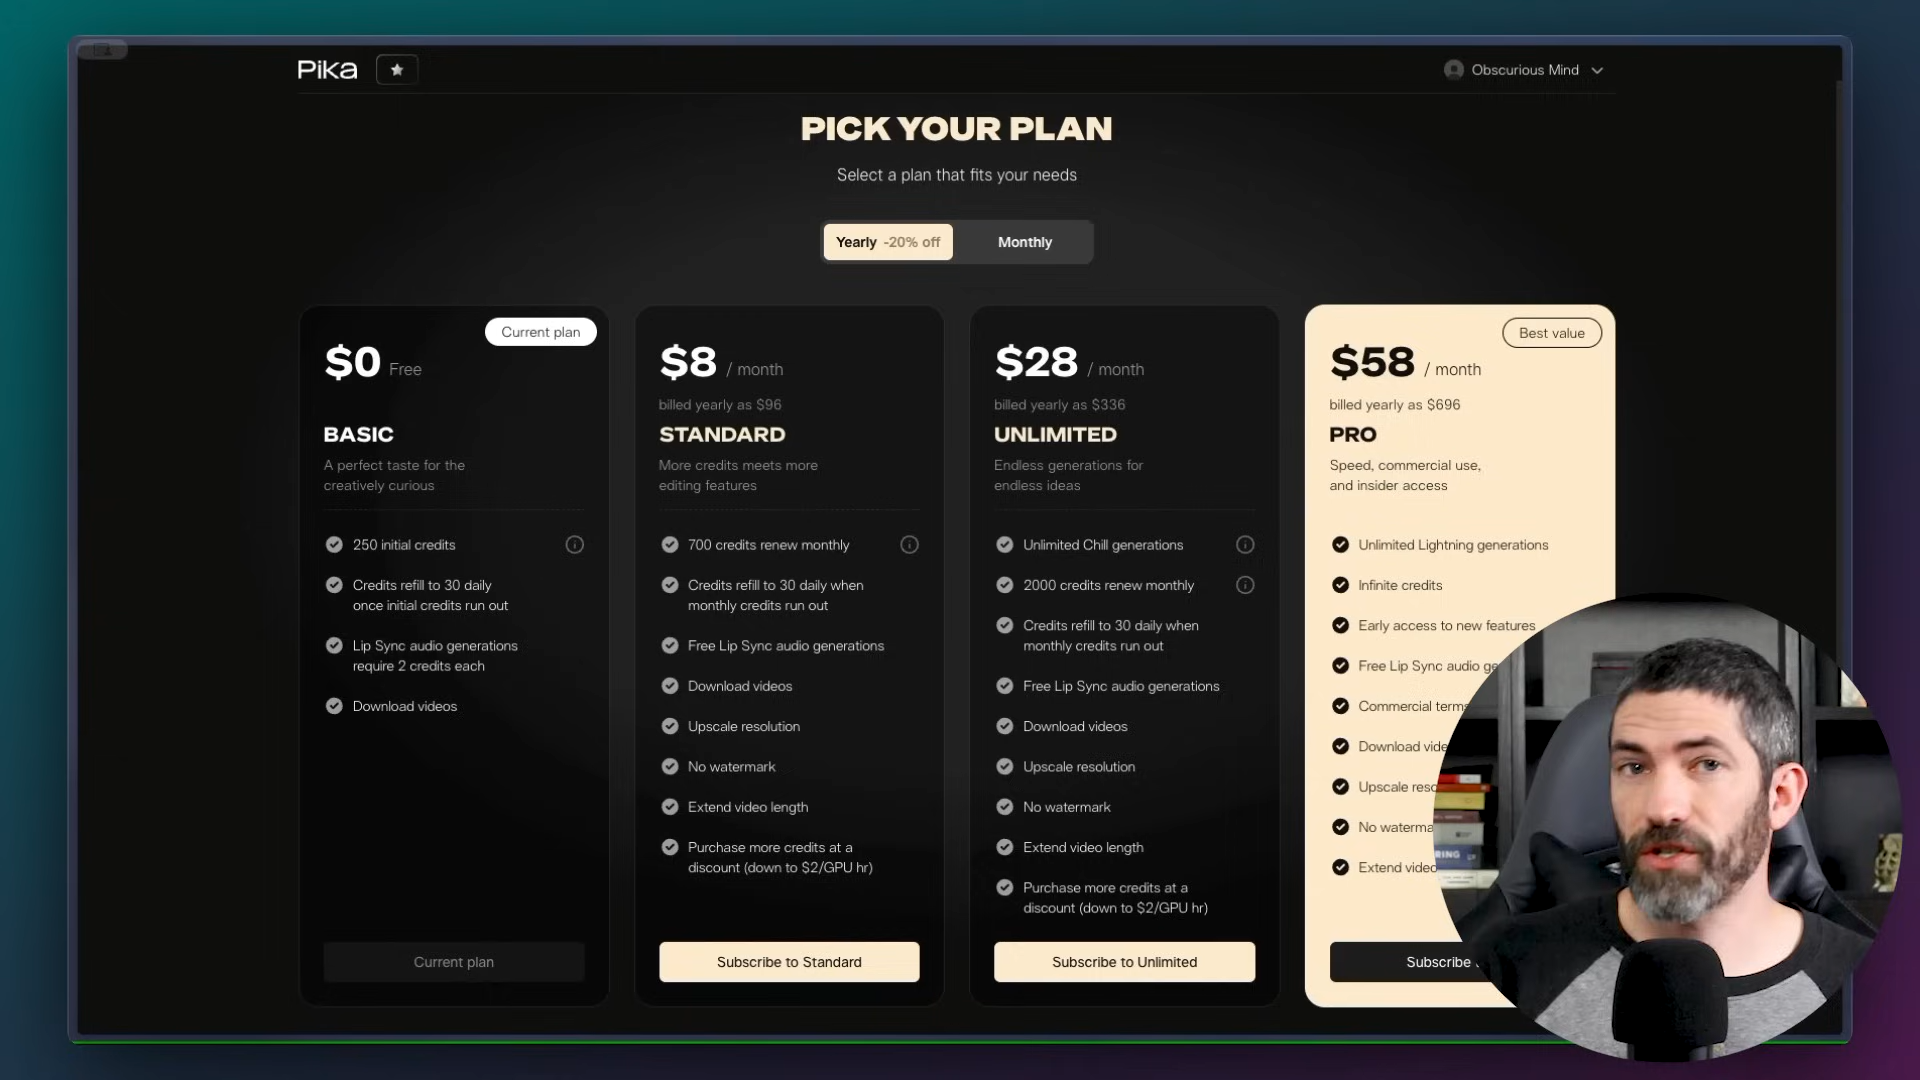 Pika
Obscurious Mind
PICK YOUR PLAN
Select a plan that fits your needs
Yearly -20% off
Monthly
Current plan
$0 Free
BASIC
A perfect taste for the
creatively curious
250 initial credits
Credits refill to 30 daily
once initial credits run out
Lip Sync audio generations
require 2 credits each
Download videos
Current plan
$8 / month
billed yearly as $96
STANDARD
More credits meets more
editing features
700 credits renew monthly
Credits refill to 30 daily when
monthly credits run out
Free Lip Sync audio generations
Download videos
Upscale resolution
No watermark
Extend video length
Purchase more credits at a
discount (down to $2/GPU hr)
Subscribe to Standard
$28 / month
billed yearly as $336
UNLIMITED
Endless generations for
endless ideas
Unlimited Chill generations
2000 credits renew monthly
Credits refill to 30 daily when
monthly credits run out
Free Lip Sync audio generations
Download videos
Upscale resolution
No watermark
Extend video length
Purchase more credits at a
discount (down to $2/GPU hr)
Subscribe to Unlimited
Best value
$58 / month
billed yearly as $696
PRO
Speed, commercial use,
and insider access
Unlimited Lightning generations
Infinite credits
Early access to new features
Free Lip Sync audio ge
Commercial terms
Download vide
Upscale reso
No waterma
Extend video
Subscribe